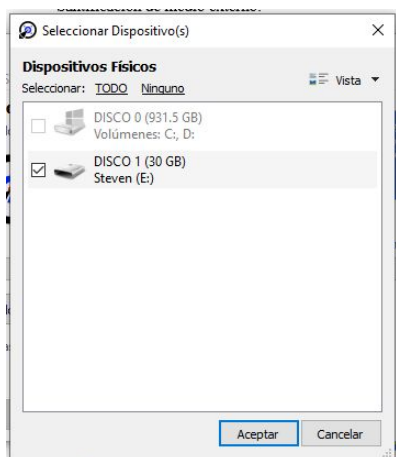 Seleccionar Dispositivo(s)
Dispositivos Físicos
Seleccionar: TODO Ninguno
Vista
DISCO 0 (931.5 GB)
Volúmenes: C:, D:
DISCO 1 (30 GB)
Steven (E:)
Aceptar Cancelar